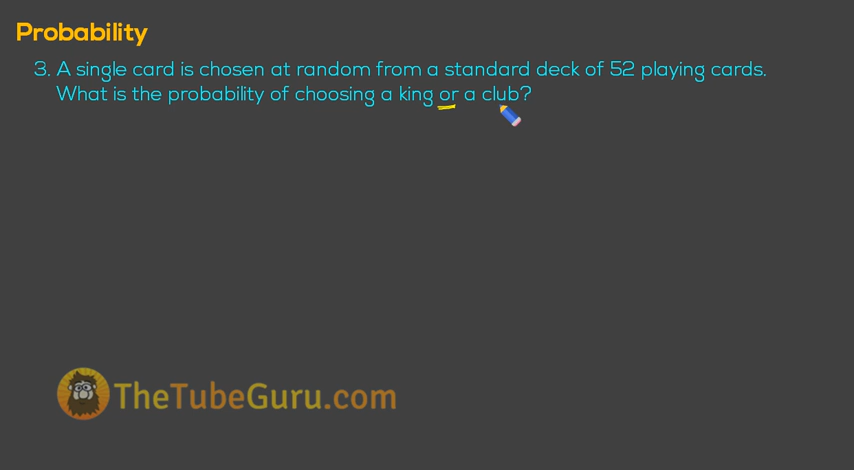 Probability
3. A single card is chosen at random from a standard deck of 52 playing cards.
What is the probability of choosing a king or a club?
TheTubeGuru.com